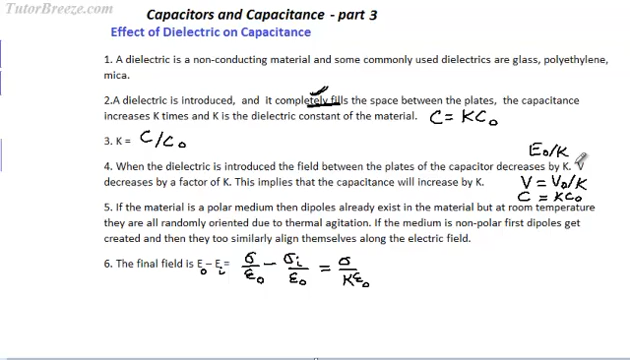 TutorBreeze.com
Capacitors and Capacitance - part 3
Effect of Dielectric on Capacitance
1. A dielectric is a non-conducting material and some commonly used dielectrics are glass, polyethylene,
mica.
2.A dielectric is introduced, and it completely fills the space between the plates, the capacitance
increases K times and K is the dielectric constant of the material. C = KC₀
3. K = C/C₀
E₀/K
4. When the dielectric is introduced the field between the plates of the capacitor decreases by K.
decreases by a factor of K. This implies that the capacitance will increase by K. V = V₀/K
C = KC₀
5. If the material is a polar medium then dipoles already exist in the material but at room temperature
they are all randomly oriented due to thermal agitation. If the medium is non-polar first dipoles get
created and then they too similarly align themselves along the electric field.
6. The final field is E₀ – Eᵢ = σ/ε₀ – σᵢ/ε₀ = σ/Kε₀